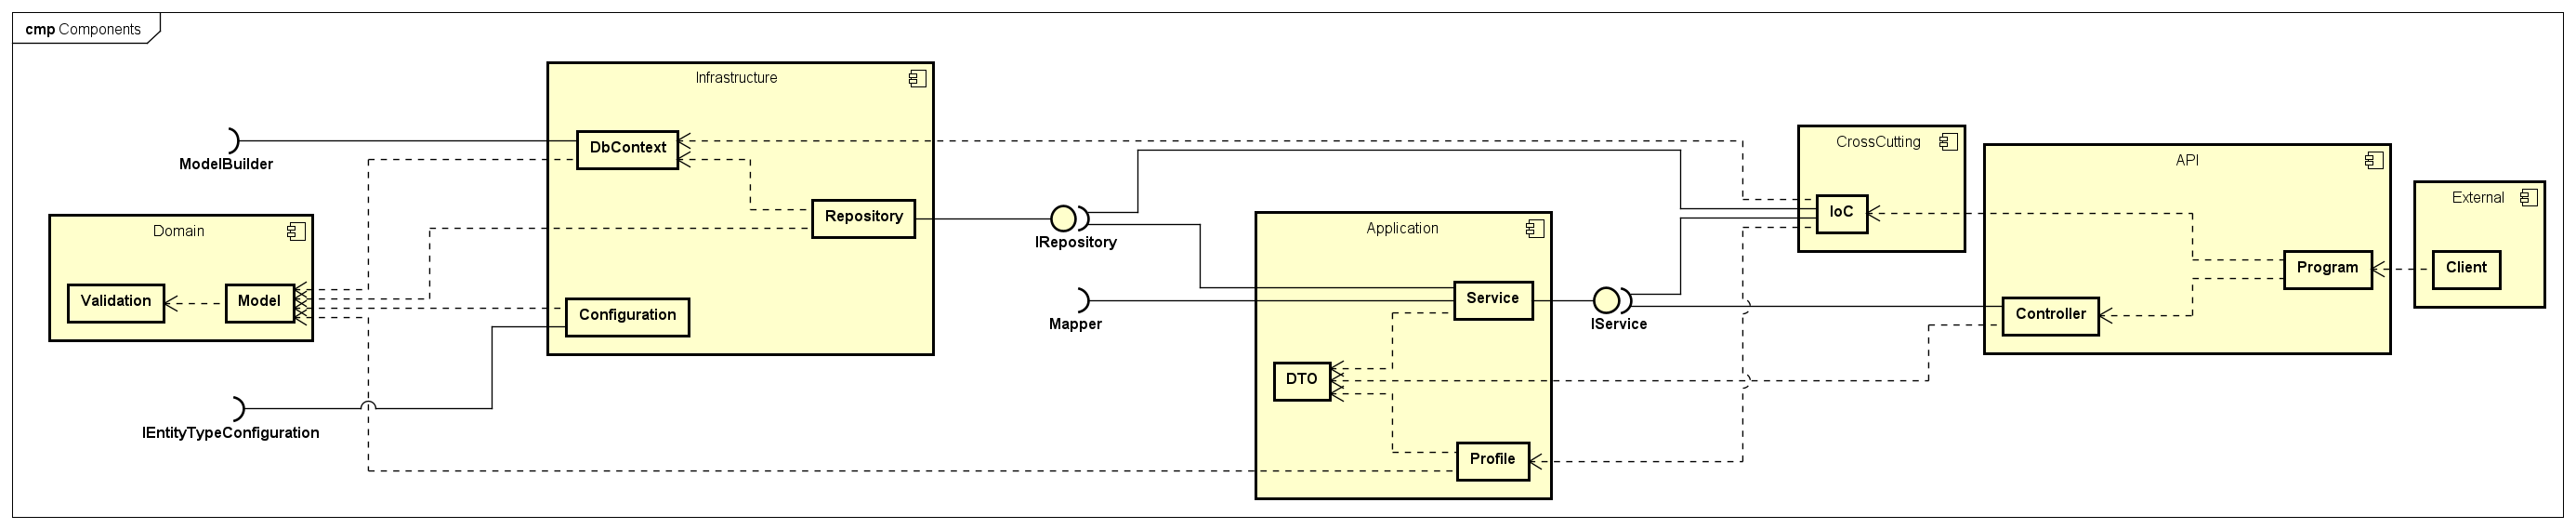 cmp Components
Infrastructure
ModelBuilder
DbContext
Repository
Domain
Validation
Model
Configuration
IEntityTypeConfiguration
IRepository
Mapper
Application
Service
DTO
Profile
IService
CrossCutting
IoC
API
Program
Controller
External
Client